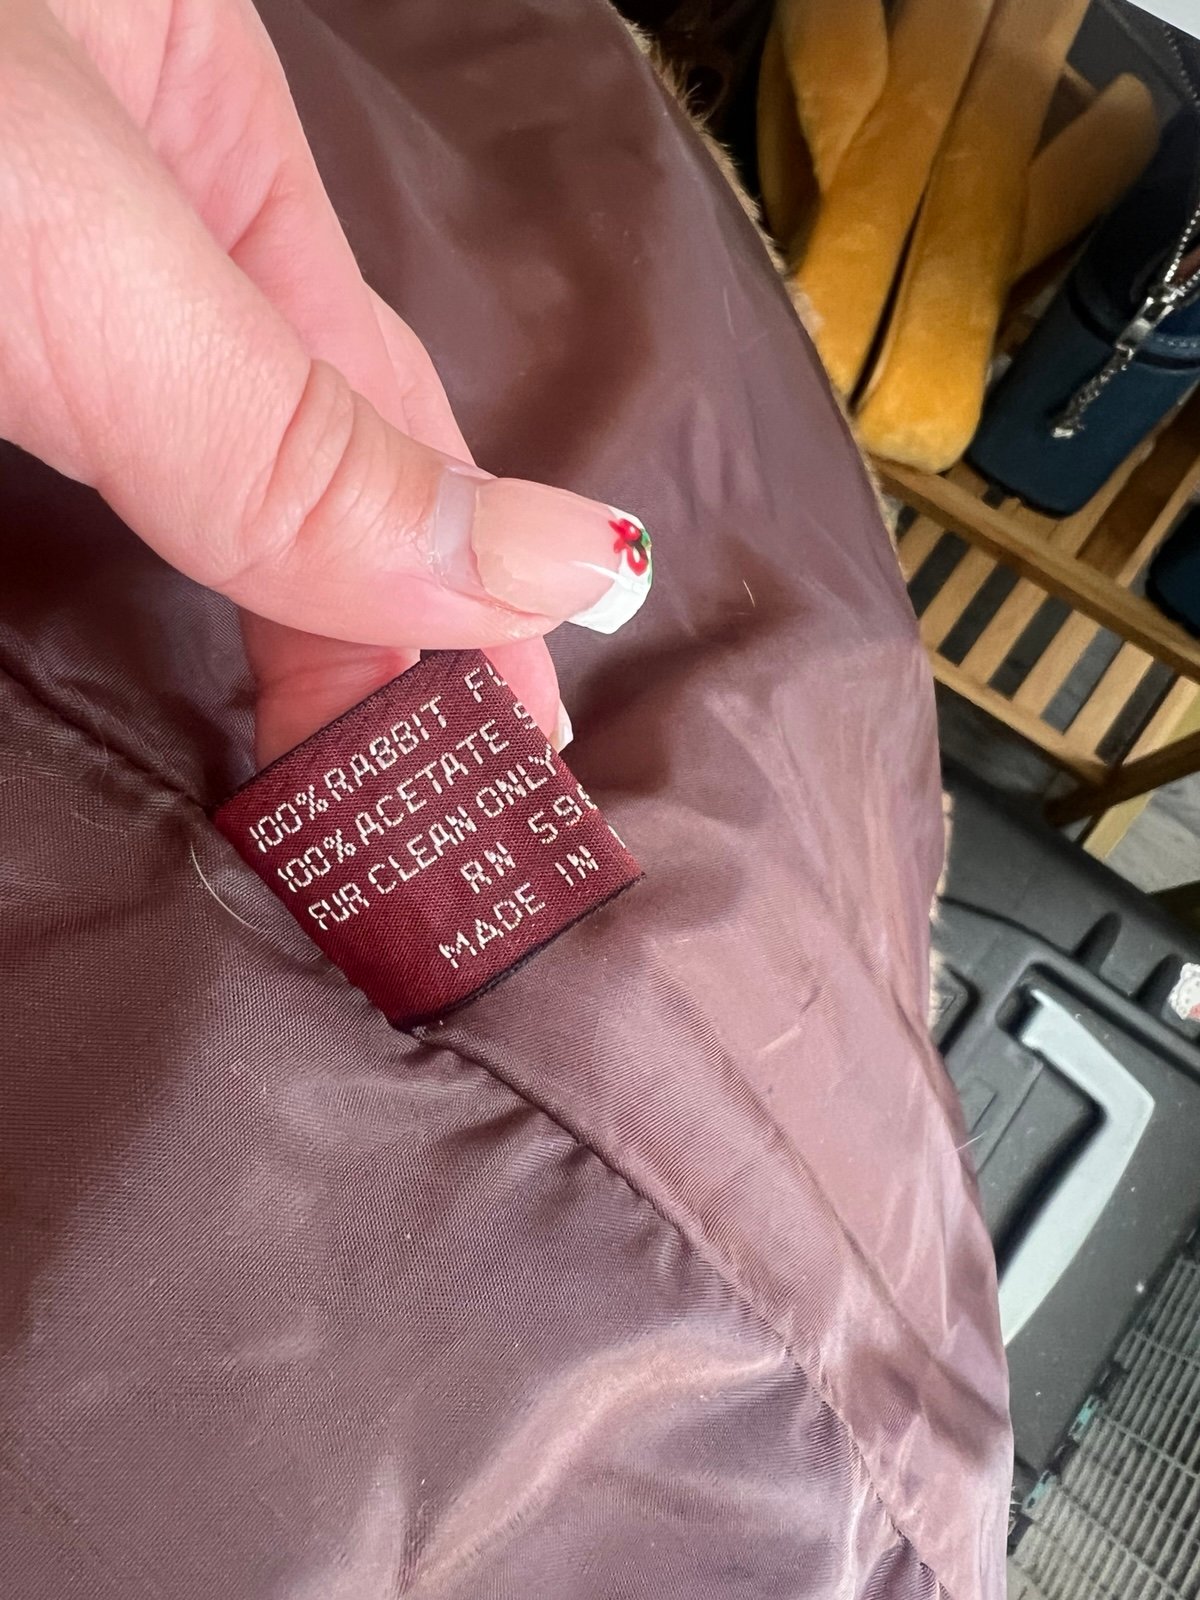 100% RABBIT
100% ACETATE
FUR CLEAN ONLY
RN
MADE IN